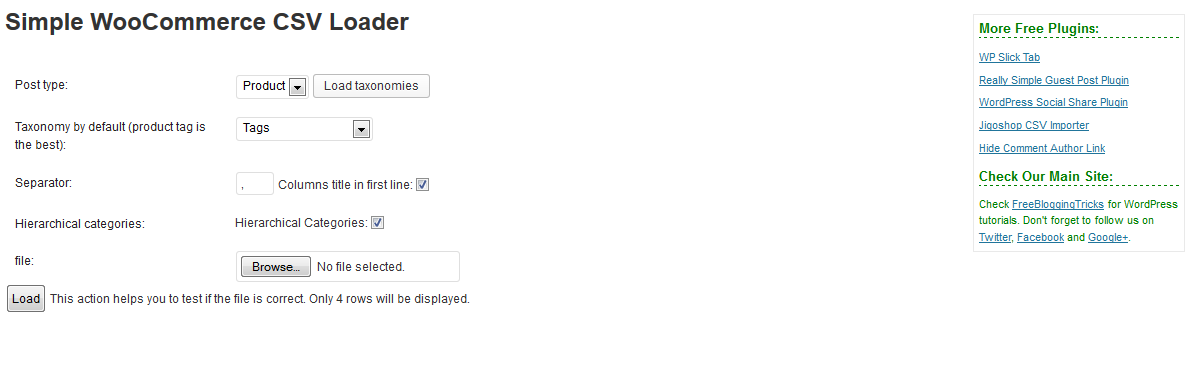 Simple WooCommerce CSV Loader
Post type:
Product
Load taxonomies
Taxonomy by default (product tag is
the best):
Tags
Separator:
,
Columns title in first line:
Hierarchical categories:
Hierarchical Categories:
file:
Browse...
No file selected.
Load
This action helps you to test if the file is correct. Only 4 rows will be displayed.
More Free Plugins:
WP Slick Tab
Really Simple Guest Post Plugin
WordPress Social Share Plugin
Jigoshop CSV Importer
Hide Comment Author Link
Check Our Main Site:
Check FreeBloggingTricks for WordPress
tutorials. Don't forget to follow us on
Twitter, Facebook and Google+.